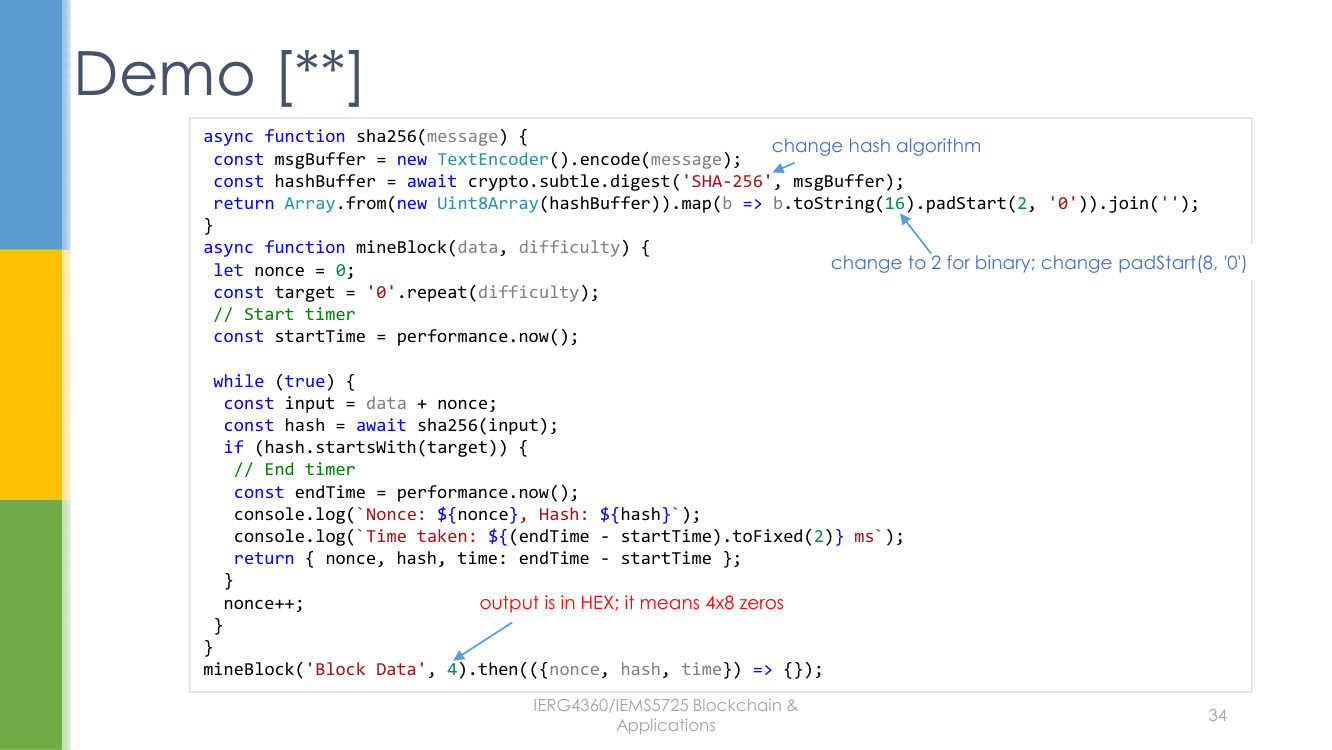 Demo [**]
async function sha256(message) {
const msgBuffer = new TextEncoder().encode(message);
change hash algorithm
const hashBuffer = await crypto.subtle.digest('SHA-256', msgBuffer);
return Array.from(new Uint8Array(hashBuffer)).map(b => b.toString(16).padStart(2, '0')).join('');
}
async function mineBlock(data, difficulty) {
change to 2 for binary; change padStart(8, '0')
let nonce = 0;
const target = '0'.repeat(difficulty);
// Start timer
const startTime = performance.now();
while (true) {
const input = data + nonce;
const hash = await sha256(input);
if (hash.startsWith(target)) {
// End timer
const endTime = performance.now();
console.log(`Nonce: ${nonce}, Hash: ${hash}`);
console.log(`Time taken: ${(endTime - startTime).toFixed(2)} ms`);
return { nonce, hash, time: endTime - startTime };
}
nonce++;
output is in HEX; it means 4x8 zeros
}
}
mineBlock('Block Data', 4).then(({nonce, hash, time}) => {});
IERG4360/IEMS5725 Blockchain &
Applications
34